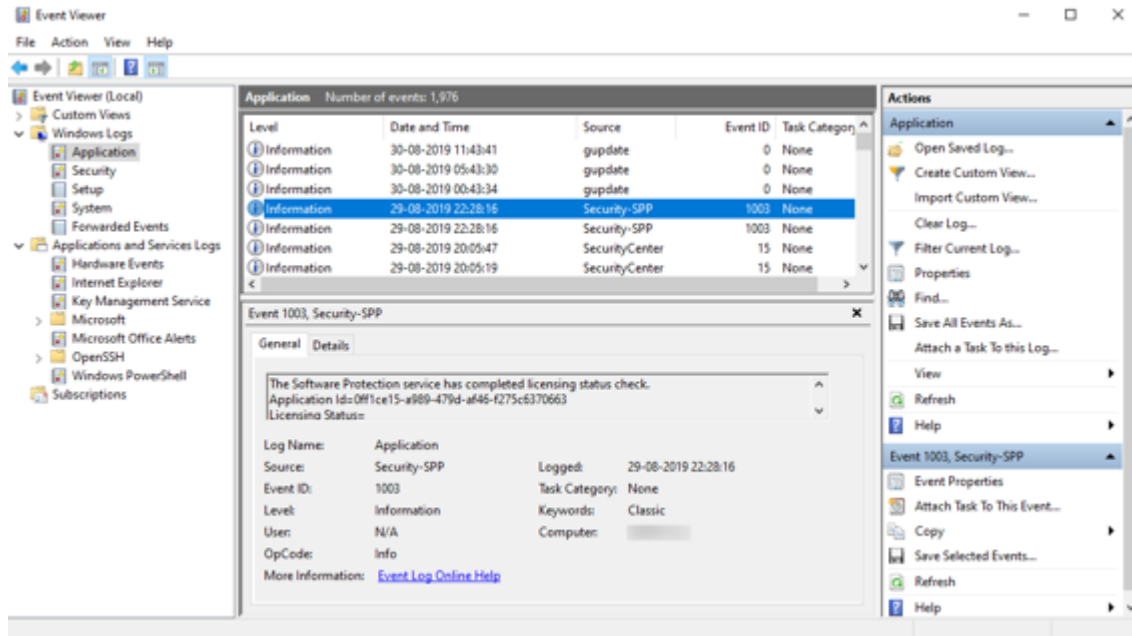 Event Viewer
File Action View Help
Event Viewer (Local)
Custom Views
Windows Logs
Application
Security
Setup
System
Forwarded Events
Applications and Services Logs
Hardware Events
Internet Explorer
Key Management Service
Microsoft
Microsoft Office Alerts
OpenSSH
Windows PowerShell
Subscriptions
Application Number of events: 1,976
Level Date and Time Source Event ID Task Category
Information 30-08-2019 11:43:41 gupdate 0 None
Information 30-08-2019 05:43:30 gupdate 0 None
Information 30-08-2019 00:43:34 gupdate 0 None
Information 29-08-2019 22:28:16 Security-SPP 1003 None
Information 29-08-2019 22:28:16 Security-SPP 1003 None
Information 29-08-2019 20:05:47 SecurityCenter 15 None
Information 29-08-2019 20:05:19 SecurityCenter 15 None
Event 1003, Security-SPP
General Details
The Software Protection service has completed licensing status check.
Application Id=0ff1ce15-a989-479d-af46-f275c6370663
Licensing Status=
Log Name: Application
Source: Security-SPP Logged: 29-08-2019 22:28:16
Event ID: 1003 Task Category: None
Level: Information Keywords: Classic
User: N/A Computer:
OpCode: Info
More Information: Event Log Online Help
Actions
Application
Open Saved Log...
Create Custom View...
Import Custom View...
Clear Log...
Filter Current Log...
Properties
Find...
Save All Events As...
Attach a Task To this Log...
View
Refresh
Help
Event 1003, Security-SPP
Event Properties
Attach Task To This Event...
Copy
Save Selected Events...
Refresh
Help